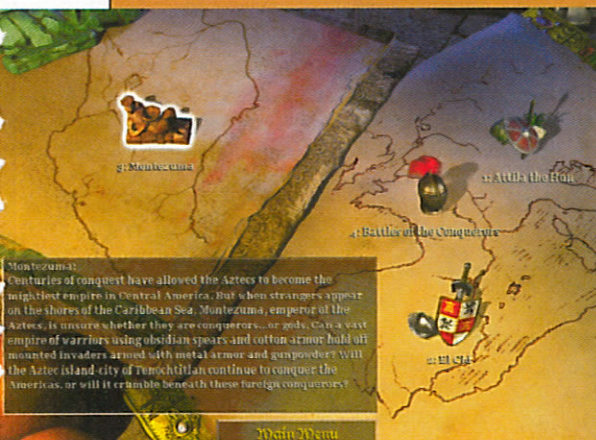 3: Montezuma
1: Attila the Hun
4: Battles of the Conquerors
2: El Cid
Montezuma:
Centuries of conquest have allowed the Aztecs to become the
mightiest empire in Central America. But when strangers appear
on the shores of the Caribbean Sea, Montezuma, emperor of the
Aztecs, is unsure whether they are conquerors...or gods. Can a vast
empire of warriors using obsidian spears and cotton armor hold off
mounted invaders armed with metal armor and gunpowder? Will
the Aztec island-city of Tenochtitlan continue to conquer the
Americas, or will it crumble beneath these foreign conquerors?
Main Menu